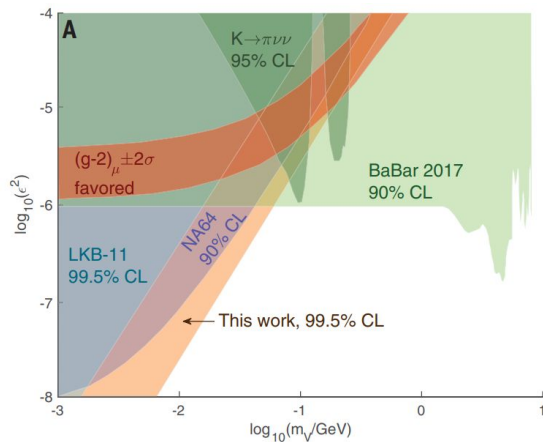 A
K→πνν
95% CL
(g-2)μ±2σ
favored
BaBar 2017
90% CL
LKB-11
99.5% CL
NA64
90% CL
This work, 99.5% CL
-4
-5
-6
-7
-8
log10(ϵ²)
-3
-2
-1
0
1
log10(mV/GeV)